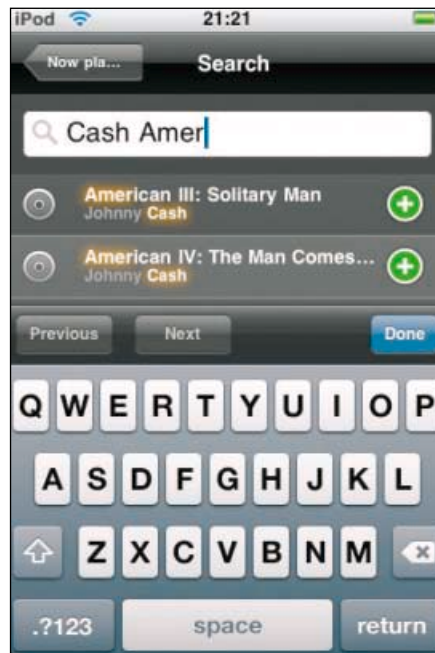 iPod 21:21
Now pla... Search
Cash Amer
American III: Solitary Man
Johnny Cash
American IV: The Man Comes...
Johnny Cash
Previous Next Done
Q W E R T Y U I O P
A S D F G H J K L
Z X C V B N M
.?123 space return